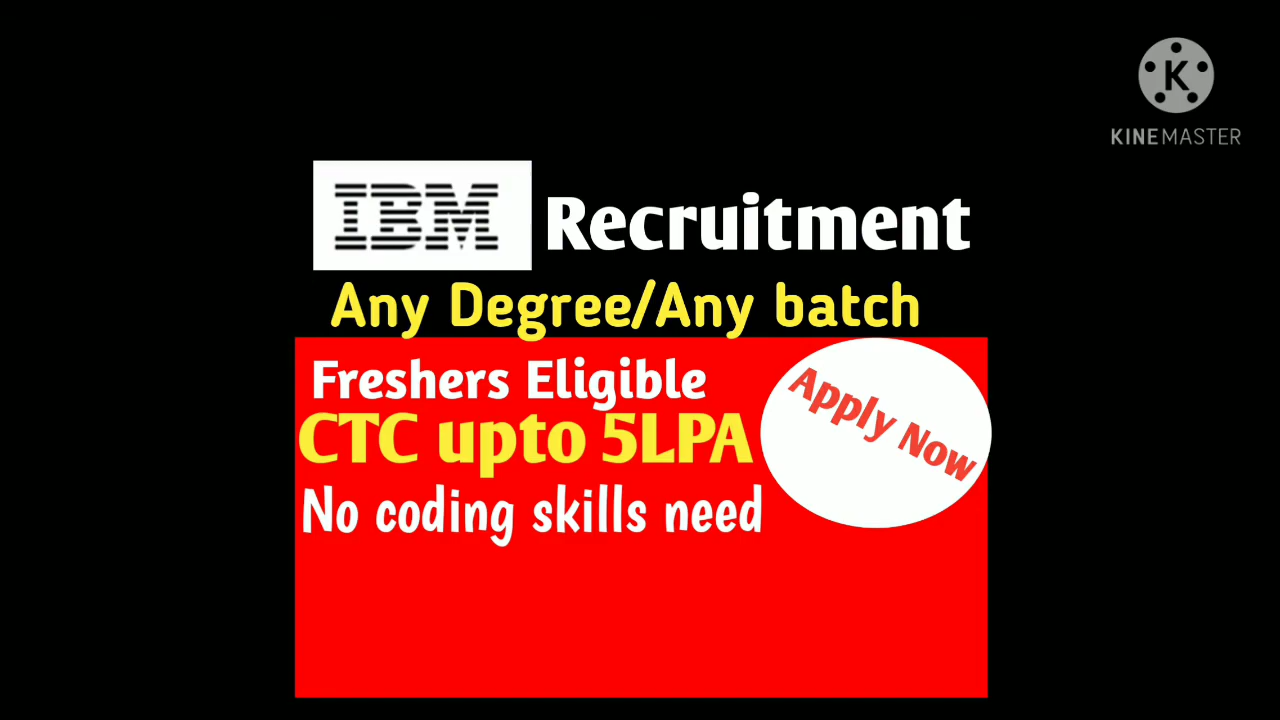 IBM Recruitment
Any Degree/Any batch
Freshers Eligible
CTC upto 5LPA
No coding skills need
Apply Now
K
KINEMASTER